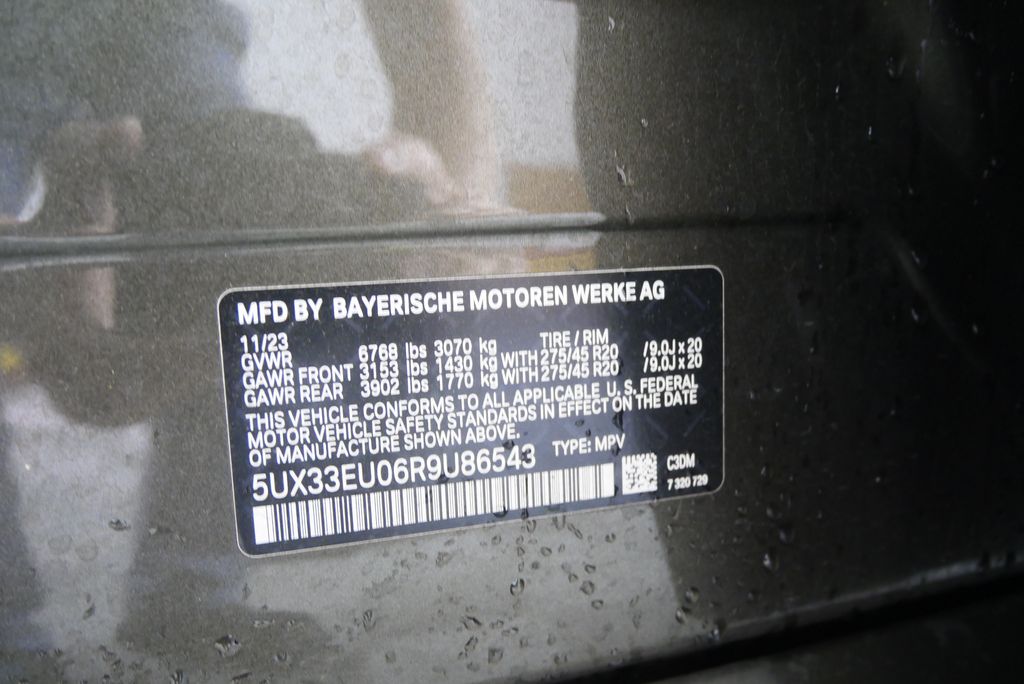 MFD BY BAYERISCHE MOTOREN WERKE AG
11/23 TIRE / RIM
GVWR 6768 lbs 3070 kg
GAWR FRONT 3153 lbs 1430 kg WITH 275/45 R20 /9.0J x 20
GAWR REAR 3902 lbs 1770 kg WITH 275/45 R20 /9.0J x 20
THIS VEHICLE CONFORMS TO ALL APPLICABLE U. S. FEDERAL
MOTOR VEHICLE SAFETY STANDARDS IN EFFECT ON THE DATE
OF MANUFACTURE SHOWN ABOVE.
5UX33EU06R9U86543 TYPE: MPV
C3DM
7 320 729